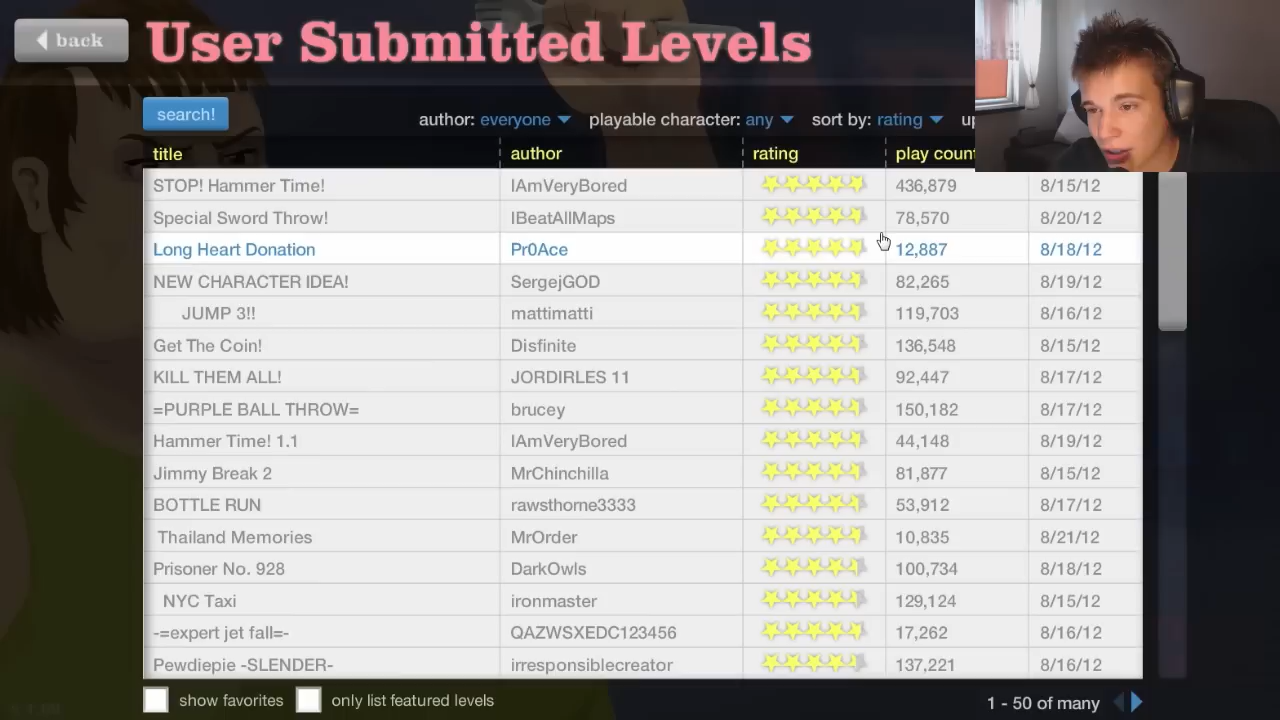 back
User Submitted Levels
search!
author: everyone playable character: any sort by: rating up
title author rating play coun
STOP! Hammer Time! IAmVeryBored 436,879 8/15/12
Special Sword Throw! IBeatAllMaps 78,570 8/20/12
Long Heart Donation Pr0Ace 12,887 8/18/12
NEW CHARACTER IDEA! SergejGOD 82,265 8/19/12
JUMP 3!! mattimatti 119,703 8/16/12
Get The Coin! Disfinite 136,548 8/15/12
KILL THEM ALL! JORDIRLES 11 92,447 8/17/12
=PURPLE BALL THROW= brucey 150,182 8/17/12
Hammer Time! 1.1 IAmVeryBored 44,148 8/19/12
Jimmy Break 2 MrChinchilla 81,877 8/15/12
BOTTLE RUN rawsthorne3333 53,912 8/17/12
Thailand Memories MrOrder 10,835 8/21/12
Prisoner No. 928 DarkOwls 100,734 8/18/12
NYC Taxi ironmaster 129,124 8/15/12
-=expert jet fall=- QAZWSXEDC123456 17,262 8/16/12
Pewdiepie -SLENDER- irresponsiblecreator 137,221 8/16/12
show favorites only list featured levels 1 - 50 of many